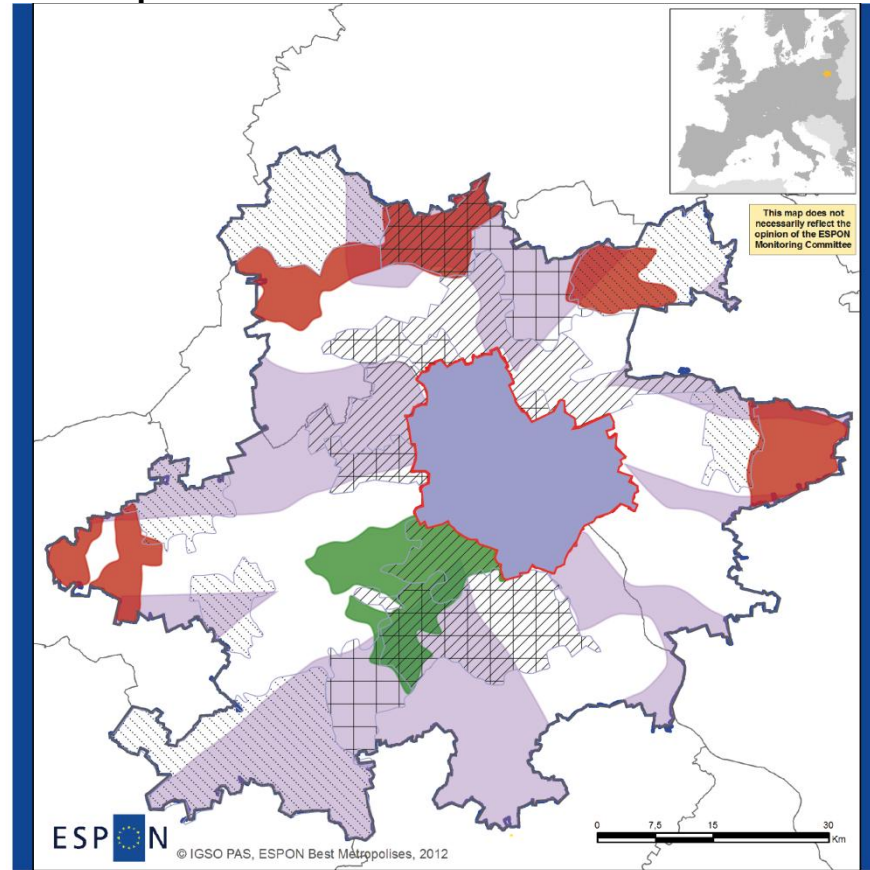 This map does not
necessarily reflect the
opinion of the ESPON
Monitoring Committee
ESPON
© IGSO PAS, ESPON Best Metropolises, 2012
0 7,5 15 30
Km